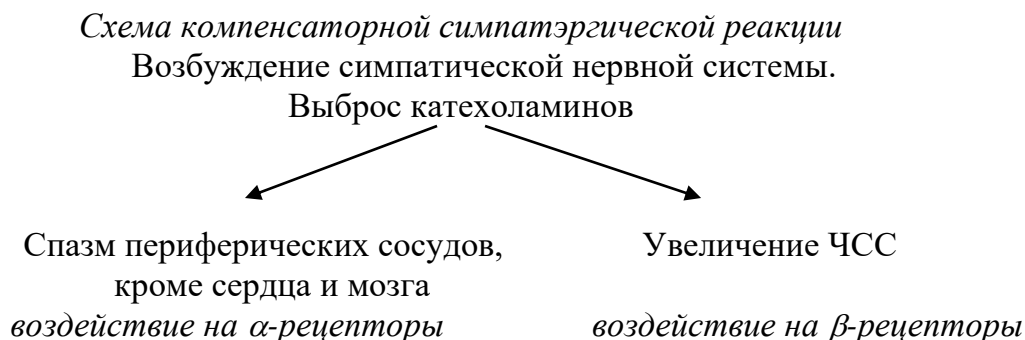 Схема компенсаторной симпатэргической реакции
Возбуждение симпатической нервной системы.
Выброс катехоламинов
Спазм периферических сосудов,
кроме сердца и мозга
воздействие на α-рецепторы
Увеличение ЧСС
воздействие на β-рецепторы